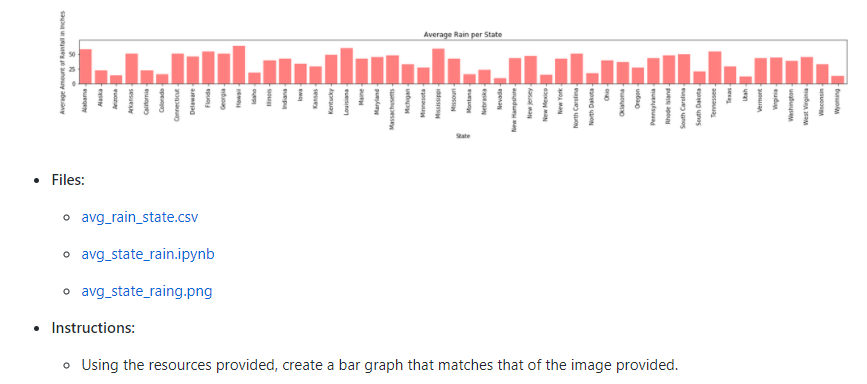 Average Rain per State
Average Amount of Rainfall in Inches
50
25
0
Alabama
Alaska
Arizona
Arkansas
California
Colorado
Connecticut
Delaware
Florida
Georgia
Hawaii
Idaho
Illinois
Indiana
Iowa
Kansas
Kentucky
Louisiana
Maine
Maryland
Massachusetts
Michigan
Minnesota
Mississippi
Missouri
Montana
Nebraska
Nevada
New Hampshire
New Jersey
New Mexico
New York
North Carolina
North Dakota
Ohio
Oklahoma
Oregon
Pennsylvania
Rhode Island
South Carolina
South Dakota
Tennessee
Texas
Utah
Vermont
Virginia
Washington
West Virginia
Wisconsin
Wyoming
State
Files:
avg_rain_state.csv
avg_state_rain.ipynb
avg_state_raing.png
Instructions:
Using the resources provided, create a bar graph that matches that of the image provided.